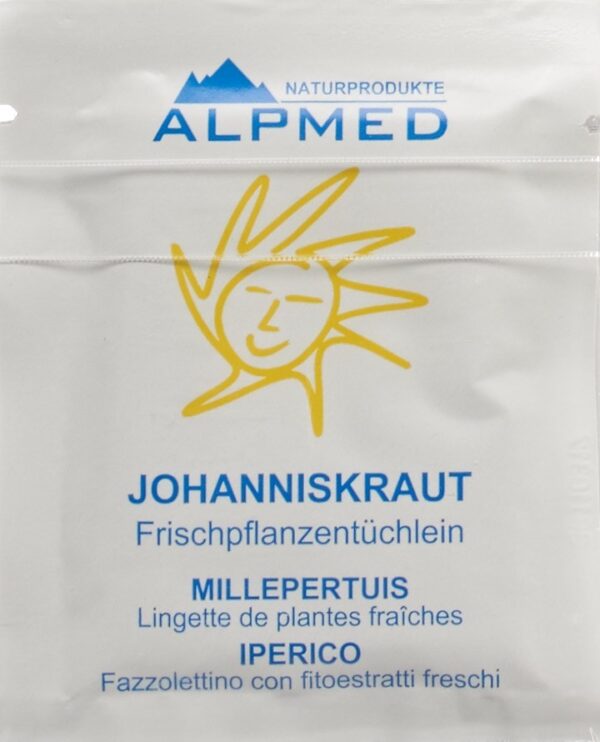 NATURPRODUKTE
ALPMED
JOHANNISKRAUT
Frischpflanzentüchlein
MILLEPERTUIS
Lingette de plantes fraîches
IPERICO
Fazzolettino con fitoestratti freschi